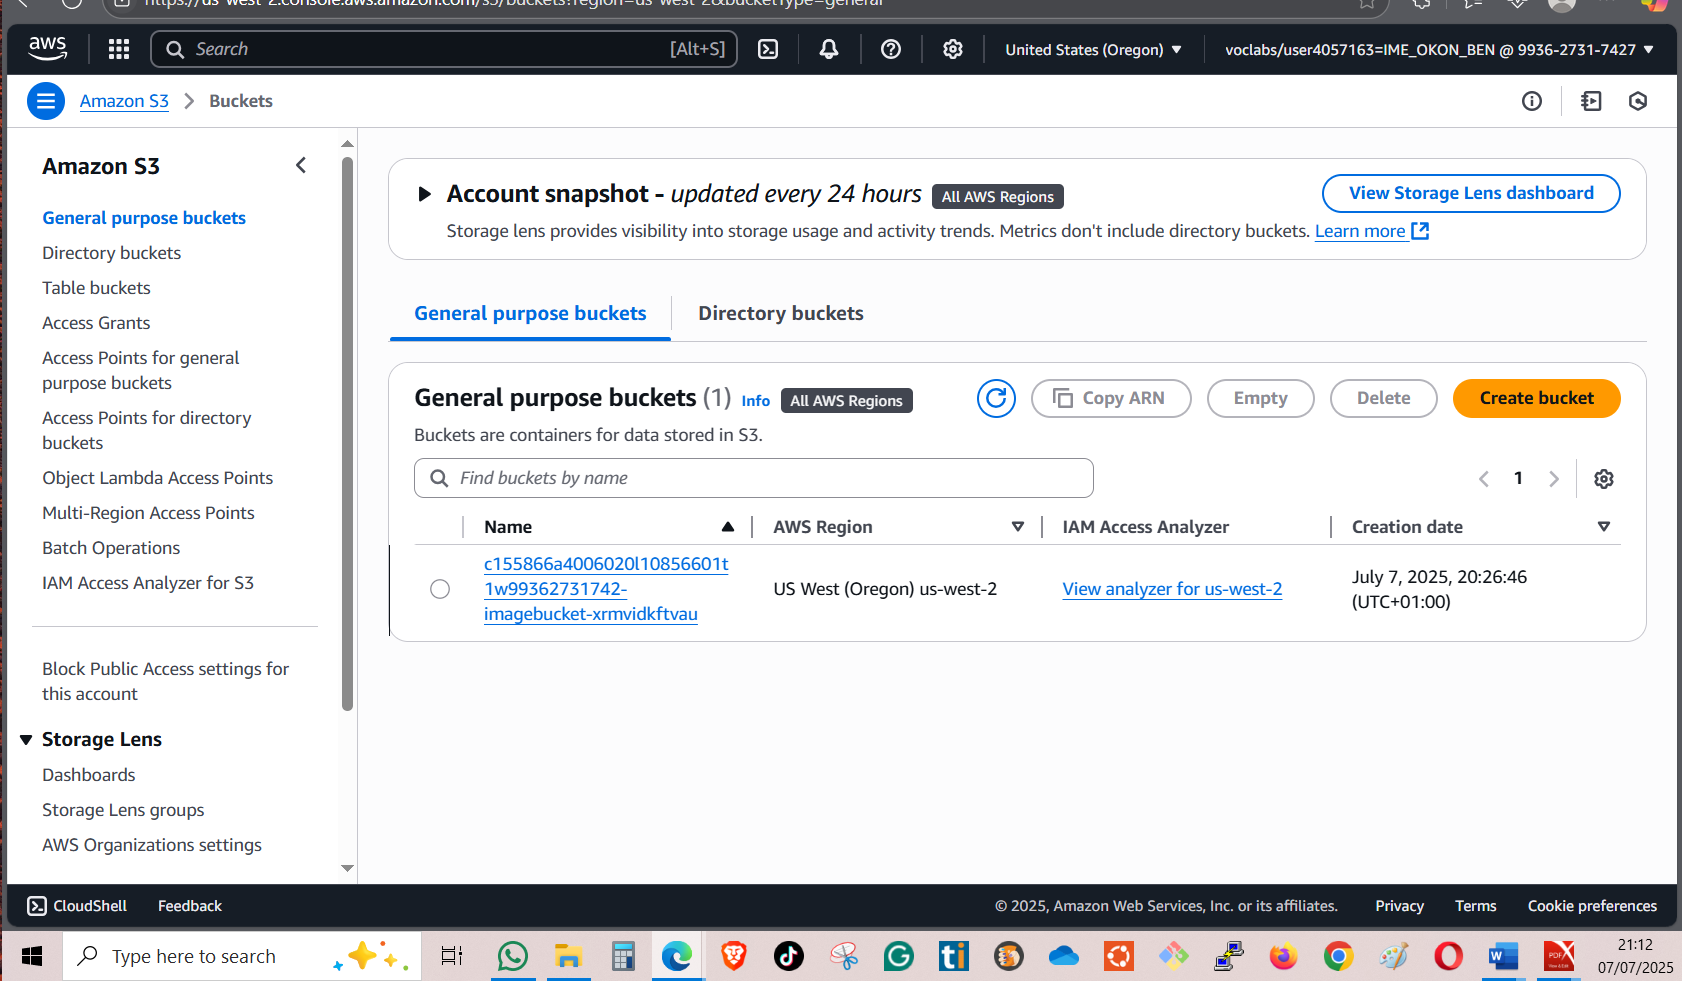 https://us-west-2.console.aws.amazon.com/s3/buckets?region=us-west-2&bucketType=general
aws
Search
[Alt+S]
United States (Oregon)
voclabs/user4057163=IME_OKON_BEN @ 9936-2731-7427
Amazon S3
Buckets
Amazon S3
General purpose buckets
Directory buckets
Table buckets
Access Grants
Access Points for general
purpose buckets
Access Points for directory
buckets
Object Lambda Access Points
Multi-Region Access Points
Batch Operations
IAM Access Analyzer for S3
Block Public Access settings for
this account
Storage Lens
Dashboards
Storage Lens groups
AWS Organizations settings
Account snapshot - updated every 24 hours
All AWS Regions
View Storage Lens dashboard
Storage lens provides visibility into storage usage and activity trends. Metrics don't include directory buckets. Learn more
General purpose buckets
Directory buckets
General purpose buckets (1)
Info
All AWS Regions
Copy ARN
Empty
Delete
Create bucket
Buckets are containers for data stored in S3.
Find buckets by name
1
Name
AWS Region
IAM Access Analyzer
Creation date
c155866a4006020l10856601t
1w99362731742-
imagebucket-xrmvidkftvau
US West (Oregon) us-west-2
View analyzer for us-west-2
July 7, 2025, 20:26:46
(UTC+01:00)
CloudShell
Feedback
© 2025, Amazon Web Services, Inc. or its affiliates.
Privacy
Terms
Cookie preferences
Type here to search
21:12
07/07/2025